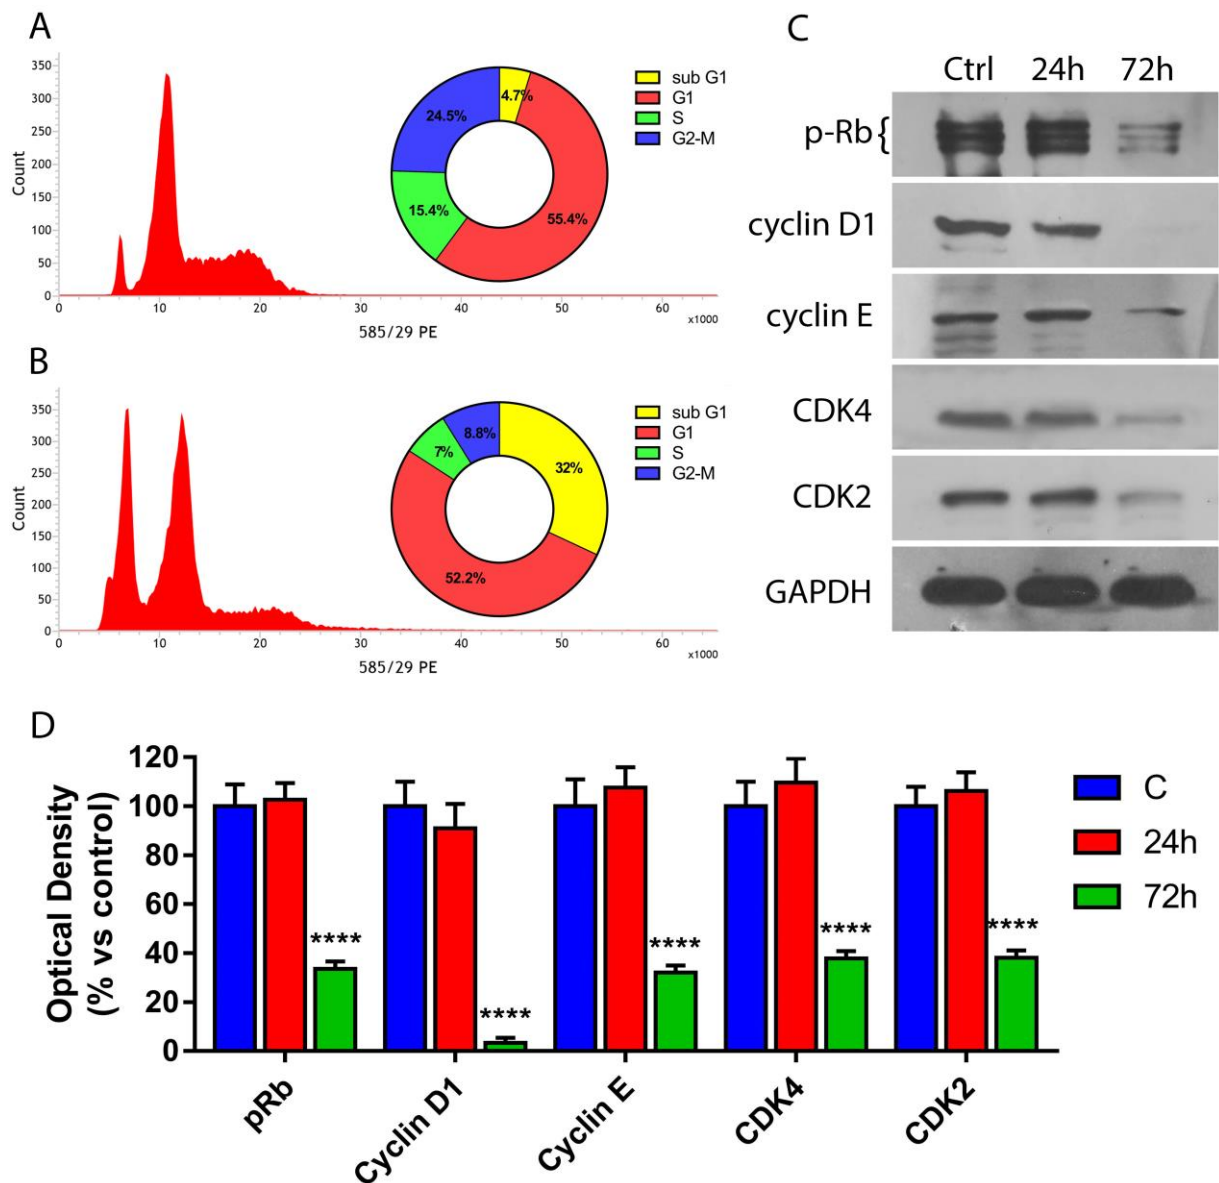 A
350
300
250
200
150
100
50
0
Count
0 10 20 30 40 50 60
x1000
585/29 PE
4.7%
55.4%
15.4%
24.5%
sub G1
G1
S
G2-M
B
350
300
250
200
150
100
50
0
Count
0 10 20 30 40 50 60
x1000
585/29 PE
32%
52.2%
7%
8.8%
sub G1
G1
S
G2-M
C
Ctrl 24h 72h
p-Rb{
cyclin D1
cyclin E
CDK4
CDK2
GAPDH
D
Optical Density
(% vs control)
120
100
80
60
40
20
0
****
****
****
****
****
pRb
Cyclin D1
Cyclin E
CDK4
CDK2
C
24h
72h